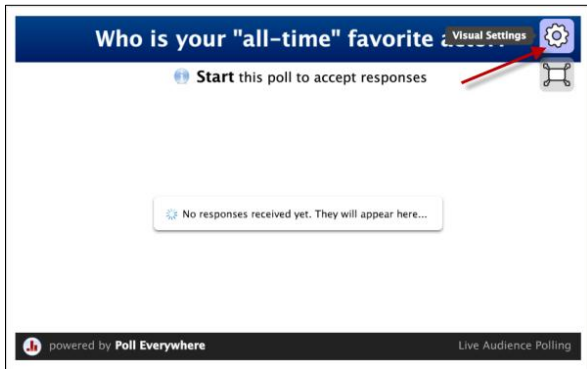 Who is your "all-time" favorite
Visual Settings
Start this poll to accept responses
No responses received yet. They will appear here...
powered by Poll Everywhere
Live Audience Polling